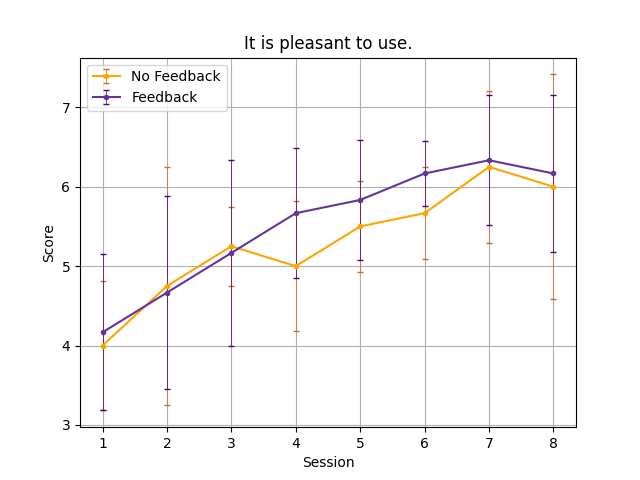 It is pleasant to use.
No Feedback
Feedback
7
6
5
4
3
Score
1 2 3 4 5 6 7 8
Session